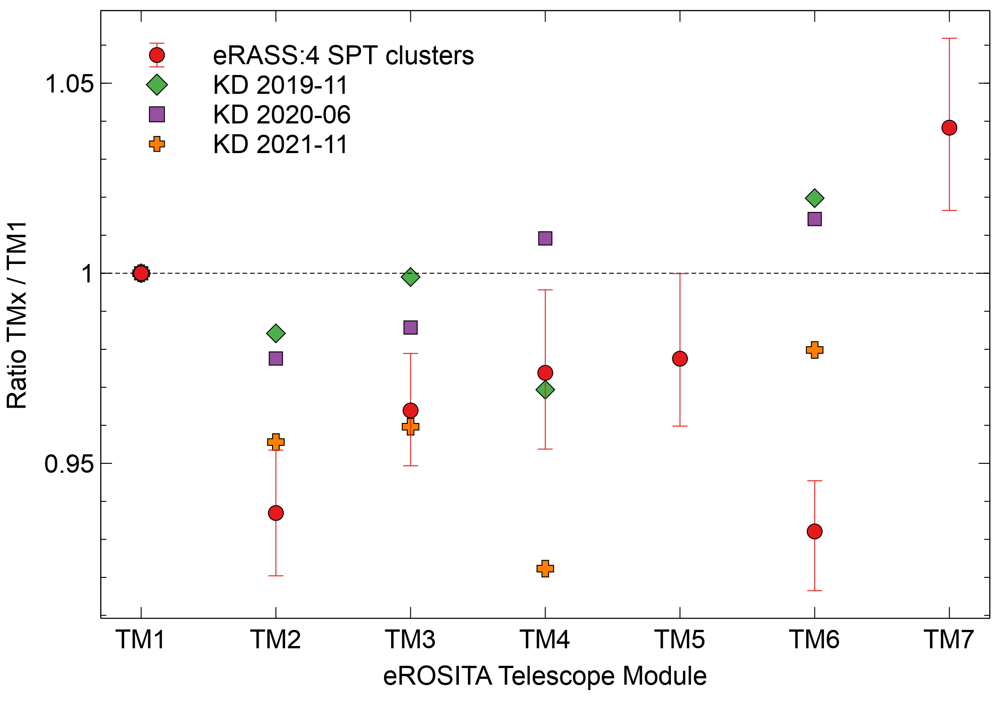 eRASS:4 SPT clusters
KD 2019-11
KD 2020-06
KD 2021-11
1.05
1
0.95
Ratio TMx / TM1
TM1 TM2 TM3 TM4 TM5 TM6 TM7
eROSITA Telescope Module